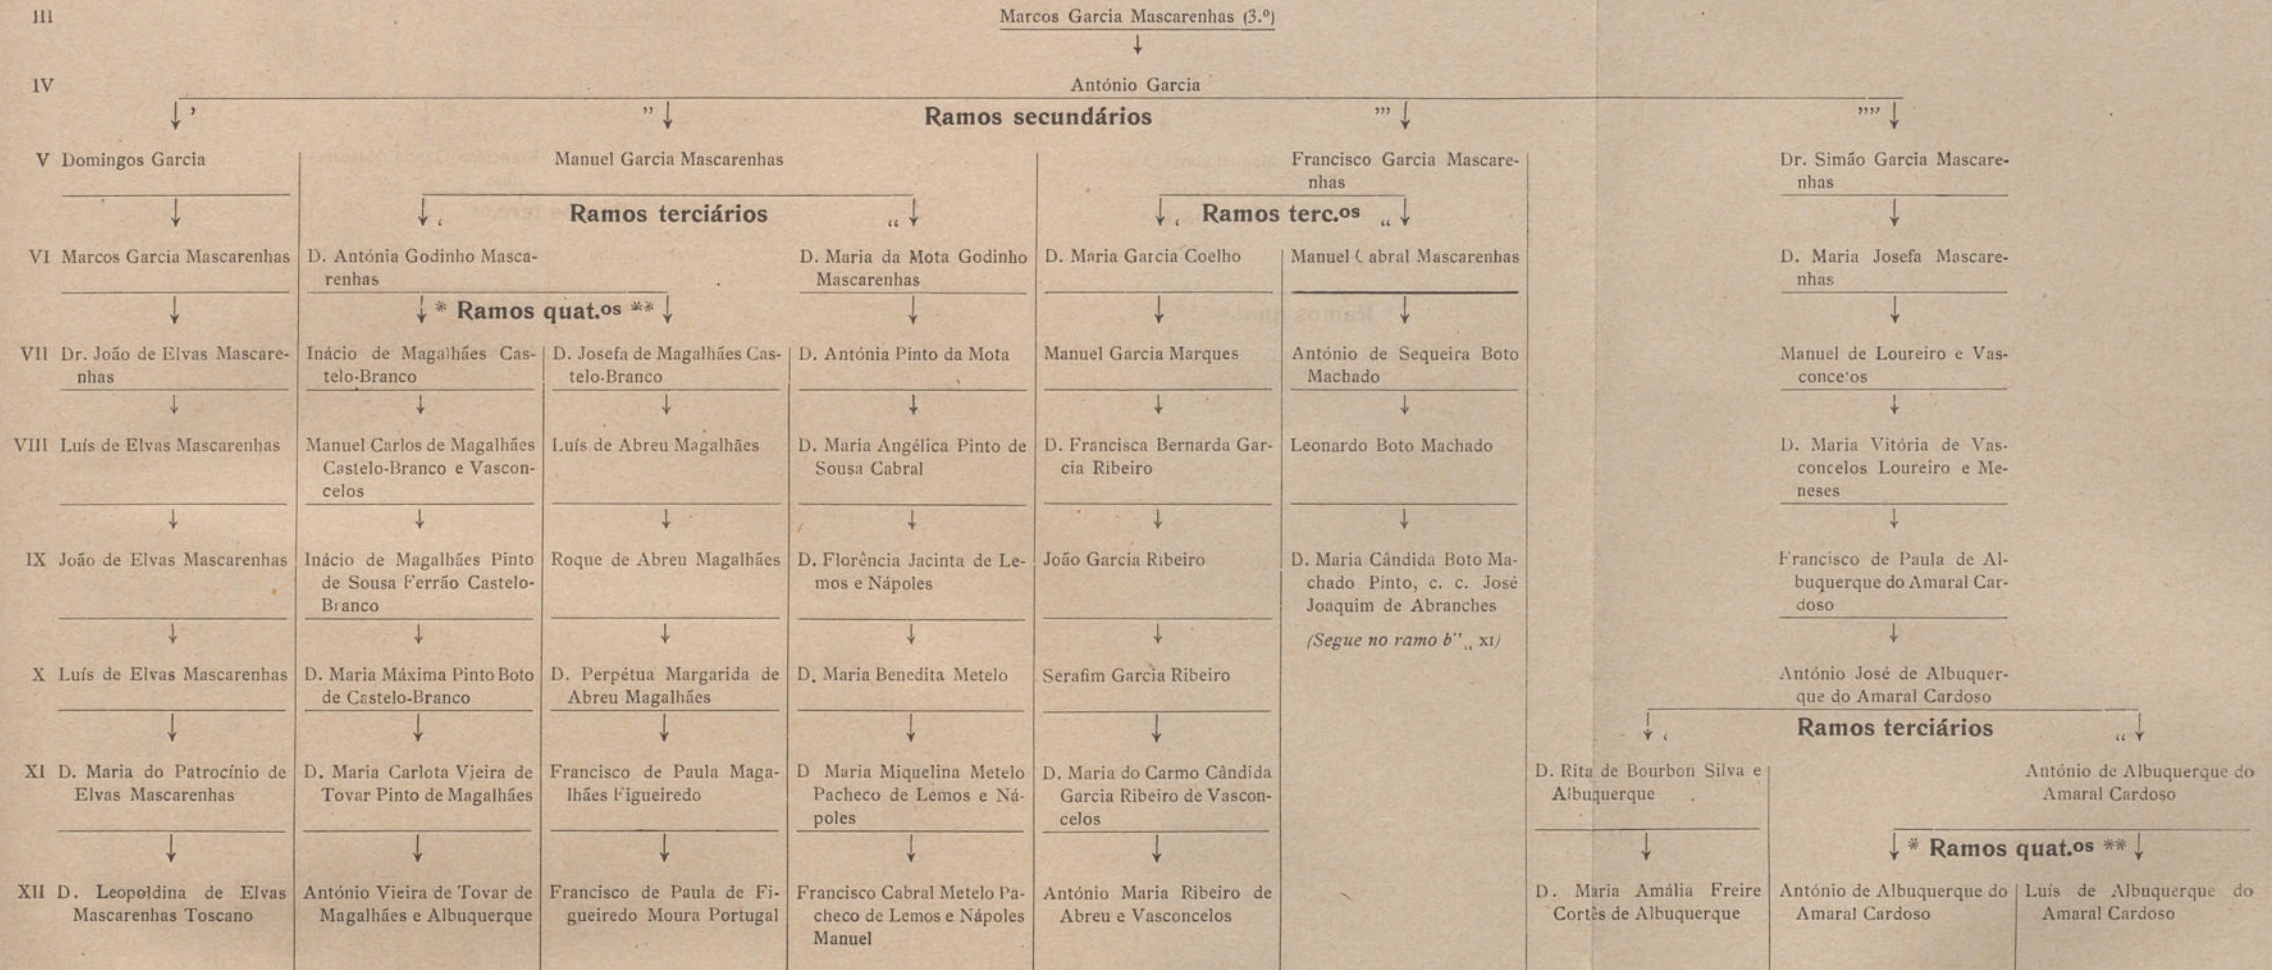 III Marcos Garcia Mascarenhas (3.º)
IV António Garcia
’ ” Ramos secundários ”’ ””
V Domingos Garcia Manuel Garcia Mascarenhas Francisco Garcia Mascare- Dr. Simão Garcia Mascare-
nhas nhas
‘ Ramos terciários “ ‘ Ramos terc.os “
VI Marcos Garcia Mascarenhas D. Antónia Godinho Masca- D. Maria da Mota Godinho D. Maria Garcia Coelho Manuel Cabral Mascarenhas D. Maria Josefa Mascare-
renhas Mascarenhas nhas
* Ramos quat.os **
VII Dr. João de Elvas Mascare- Inácio de Magalhães Cas- D. Josefa de Magalhães Cas- D. Antónia Pinto da Mota Manuel Garcia Marques António de Sequeira Boto Manuel de Loureiro e Vas-
nhas telo-Branco telo-Branco Machado conce'os
VIII Luís de Elvas Mascarenhas Manuel Carlos de Magalhães Luís de Abreu Magalhães D. Maria Angélica Pinto de D. Francisca Bernarda Gar- Leonardo Boto Machado D. Maria Vitória de Vas-
Castelo-Branco e Vascon- Sousa Cabral cia Ribeiro concelos Loureiro e Me-
celos neses
IX João de Elvas Mascarenhas Inácio de Magalhães Pinto Roque de Abreu Magalhães D. Florência Jacinta de Le- João Garcia Ribeiro D. Maria Cândida Boto Ma- Francisco de Paula de Al-
de Sousa Ferrão Castelo- mos e Nápoles chado Pinto, c. c. José buquerque do Amaral Car-
Branco Joaquim de Abranches doso
(Segue no ramo b” “ XI)
X Luís de Elvas Mascarenhas D. Maria Máxima Pinto Boto D. Perpétua Margarida de D. Maria Benedita Metelo Serafim Garcia Ribeiro António José de Albuquer-
de Castelo-Branco Abreu Magalhães que do Amaral Cardoso
‘ Ramos terciários “
XI D. Maria do Patrocínio de D. Maria Carlota Vieira de Francisco de Paula Maga- D Maria Miquelina Metelo D. Maria do Carmo Cândida D. Rita de Bourbon Silva e António de Albuquerque do
Elvas Mascarenhas Tovar Pinto de Magalhães lhães Figueiredo Pacheco de Lemos e Ná- Garcia Ribeiro de Vascon- Albuquerque Amaral Cardoso
poles celos
* Ramos quat.os **
XII D. Leopoldina de Elvas António Vieira de Tovar de Francisco de Paula de Fi- Francisco Cabral Metelo Pa- António Maria Ribeiro de D. Maria Amália Freire António de Albuquerque do Luís de Albuquerque do
Mascarenhas Toscano Magalhães e Albuquerque gueiredo Moura Portugal checo de Lemos e Nápoles Abreu e Vasconcelos Cortês de Albuquerque Amaral Cardoso Amaral Cardoso
Manuel